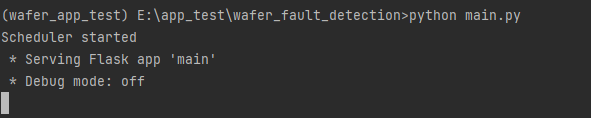 (wafer_app_test) E:\app_test\wafer_fault_detection>python main.py
Scheduler started
 * Serving Flask app 'main'
 * Debug mode: off